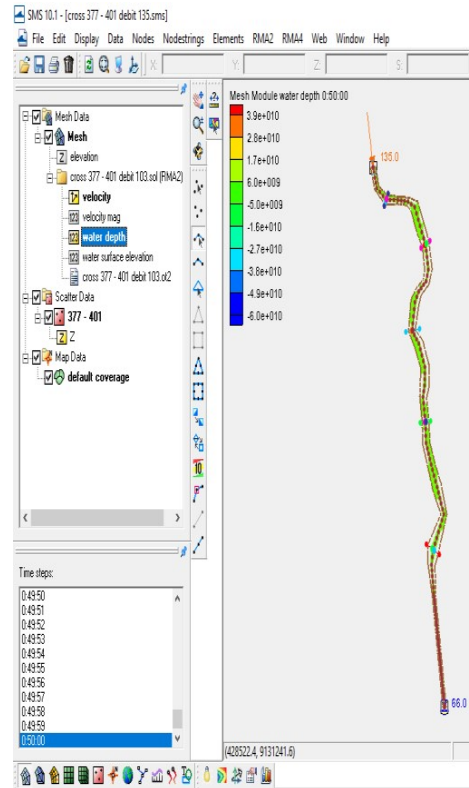 SMS 10.1 - [cross 377 - 401 debit 135.sms]
File Edit Display Data Nodes Nodestrings Elements RMA2 RMA4 Web Window Help
X: Y: Z: S:
Mesh Data
Mesh
Z elevation
cross 377 - 401 debit 103.sol (RMA2)
velocity
123 velocity mag
123 water depth
123 water surface elevation
cross 377 - 401 debit 103.ot2
Scatter Data
377 - 401
Z Z
Map Data
default coverage
10
Time steps:
0:49:50
0:49:51
0:49:52
0:49:53
0:49:54
0:49:55
0:49:56
0:49:57
0:49:58
0:49:59
0:50:00
Mesh Module water depth 0:50:00
3.9e+010
2.8e+010
1.7e+010
6.0e+009
-5.0e+009
-1.6e+010
-2.7e+010
-3.8e+010
-4.9e+010
-6.0e+010
135.0
66.0
(428522.4, 9131241.6)